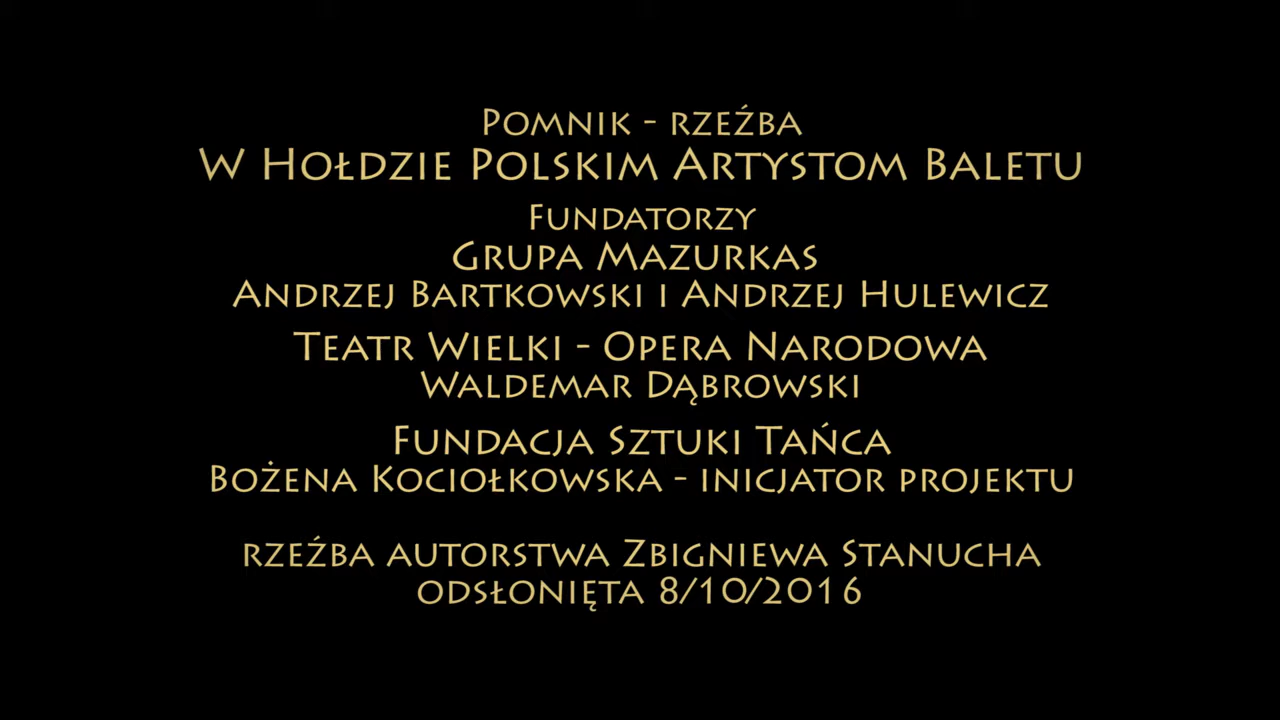 Pomnik - rzeźba
W Hołdzie Polskim Artystom Baletu
Fundatorzy
Grupa Mazurkas
Andrzej Bartkowski i Andrzej Hulewicz
Teatr Wielki - Opera Narodowa
Waldemar Dąbrowski
Fundacja Sztuki Tańca
Bożena Kociołkowska - inicjator projektu
rzeźba autorstwa Zbigniewa Stanucha
odsłonięta 8/10/2016